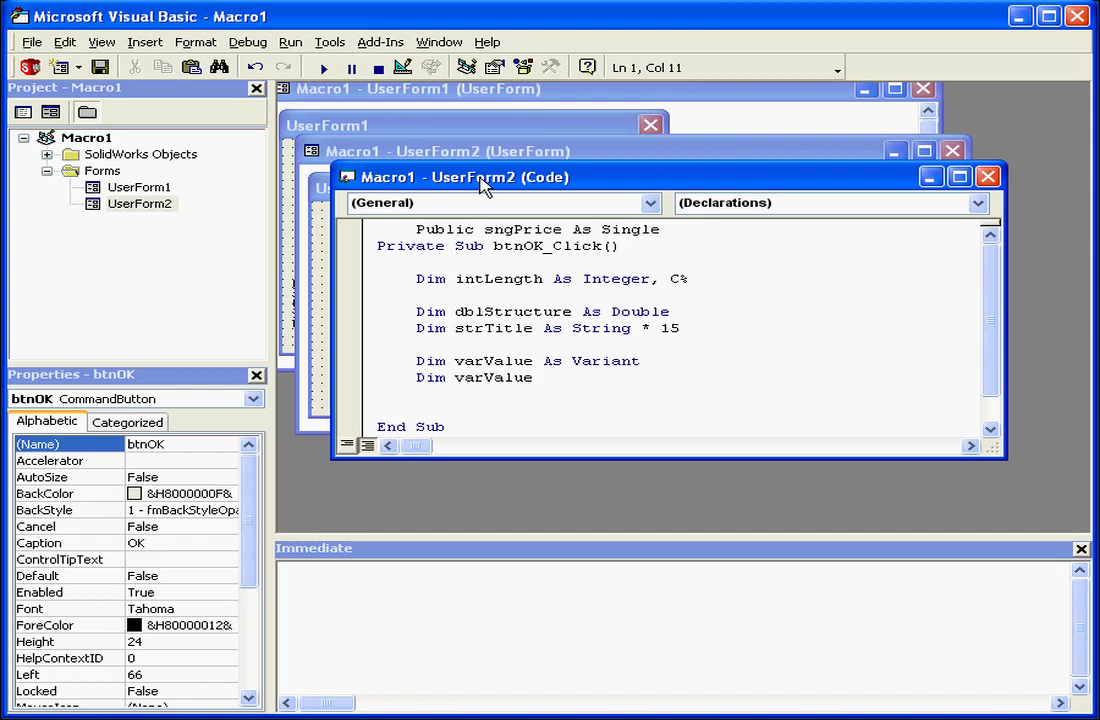 Microsoft Visual Basic - Macro1
File Edit View Insert Format Debug Run Tools Add-Ins Window Help
Ln 1, Col 11
Project - Macro1
Macro1
SolidWorks Objects
Forms
UserForm1
UserForm2
Macro1 - UserForm1 (UserForm)
UserForm1
Macro1 - UserForm2 (UserForm)
Macro1 - UserForm2 (Code)
(General) (Declarations)
Public sngPrice As Single
Private Sub btnOK_Click()
Dim intLength As Integer, C%
Dim dblStructure As Double
Dim strTitle As String * 15
Dim varValue As Variant
Dim varValue
End Sub
Properties - btnOK
btnOK CommandButton
Alphabetic Categorized
(Name) btnOK
Accelerator
AutoSize False
BackColor &H8000000F&
BackStyle 1 - fmBackStyleOpa
Cancel False
Caption OK
ControlTipText
Default False
Enabled True
Font Tahoma
ForeColor &H80000012&
Height 24
HelpContextID 0
Left 66
Locked False
MouseIcon (None)
Immediate